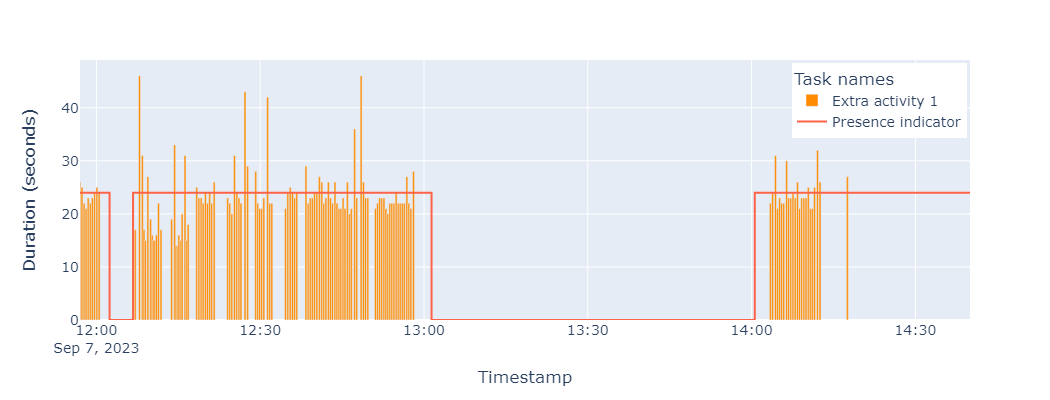 Task names
Extra activity 1
Presence indicator
Duration (seconds)
40
30
20
10
0
12:00 12:30 13:00 13:30 14:00 14:30
Sep 7, 2023
Timestamp